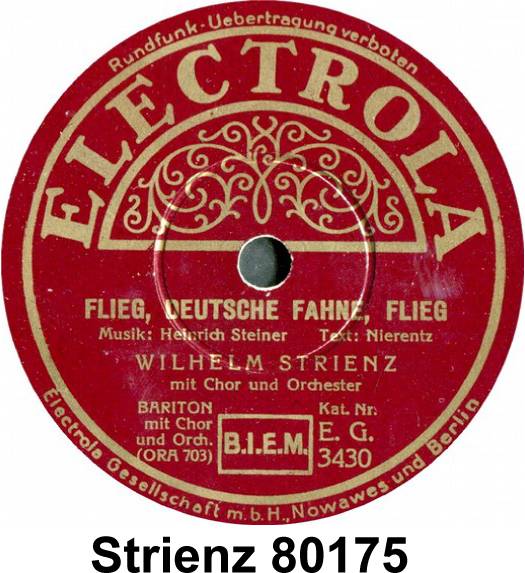 Rundfunk-Uebertragung verboten
ELECTROLA
FLIEG, DEUTSCHE FAHNE, FLIEG
Musik: Heinrich Steiner Text: Nierentz
WILHELM STRIENZ
mit Chor und Orchester
BARITON
mit Chor
und Orch.
(ORA 703)
B.I.E.M.
Kat. Nr.
E. G.
3430
Electrola Gesellschaft m.b.H., Nowawes und Berlin
Strienz 80175